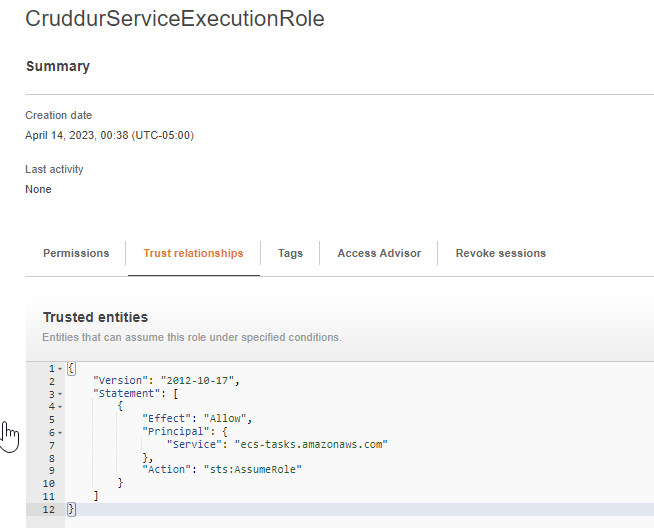 CruddurServiceExecutionRole
Summary
Creation date
April 14, 2023, 00:38 (UTC-05:00)
Last activity
None
Permissions Trust relationships Tags Access Advisor Revoke sessions
Trusted entities
Entities that can assume this role under specified conditions.
1 {
2 "Version": "2012-10-17",
3 "Statement": [
4 {
5 "Effect": "Allow",
6 "Principal": {
7 "Service": "ecs-tasks.amazonaws.com"
8 },
9 "Action": "sts:AssumeRole"
10 }
11 ]
12 }